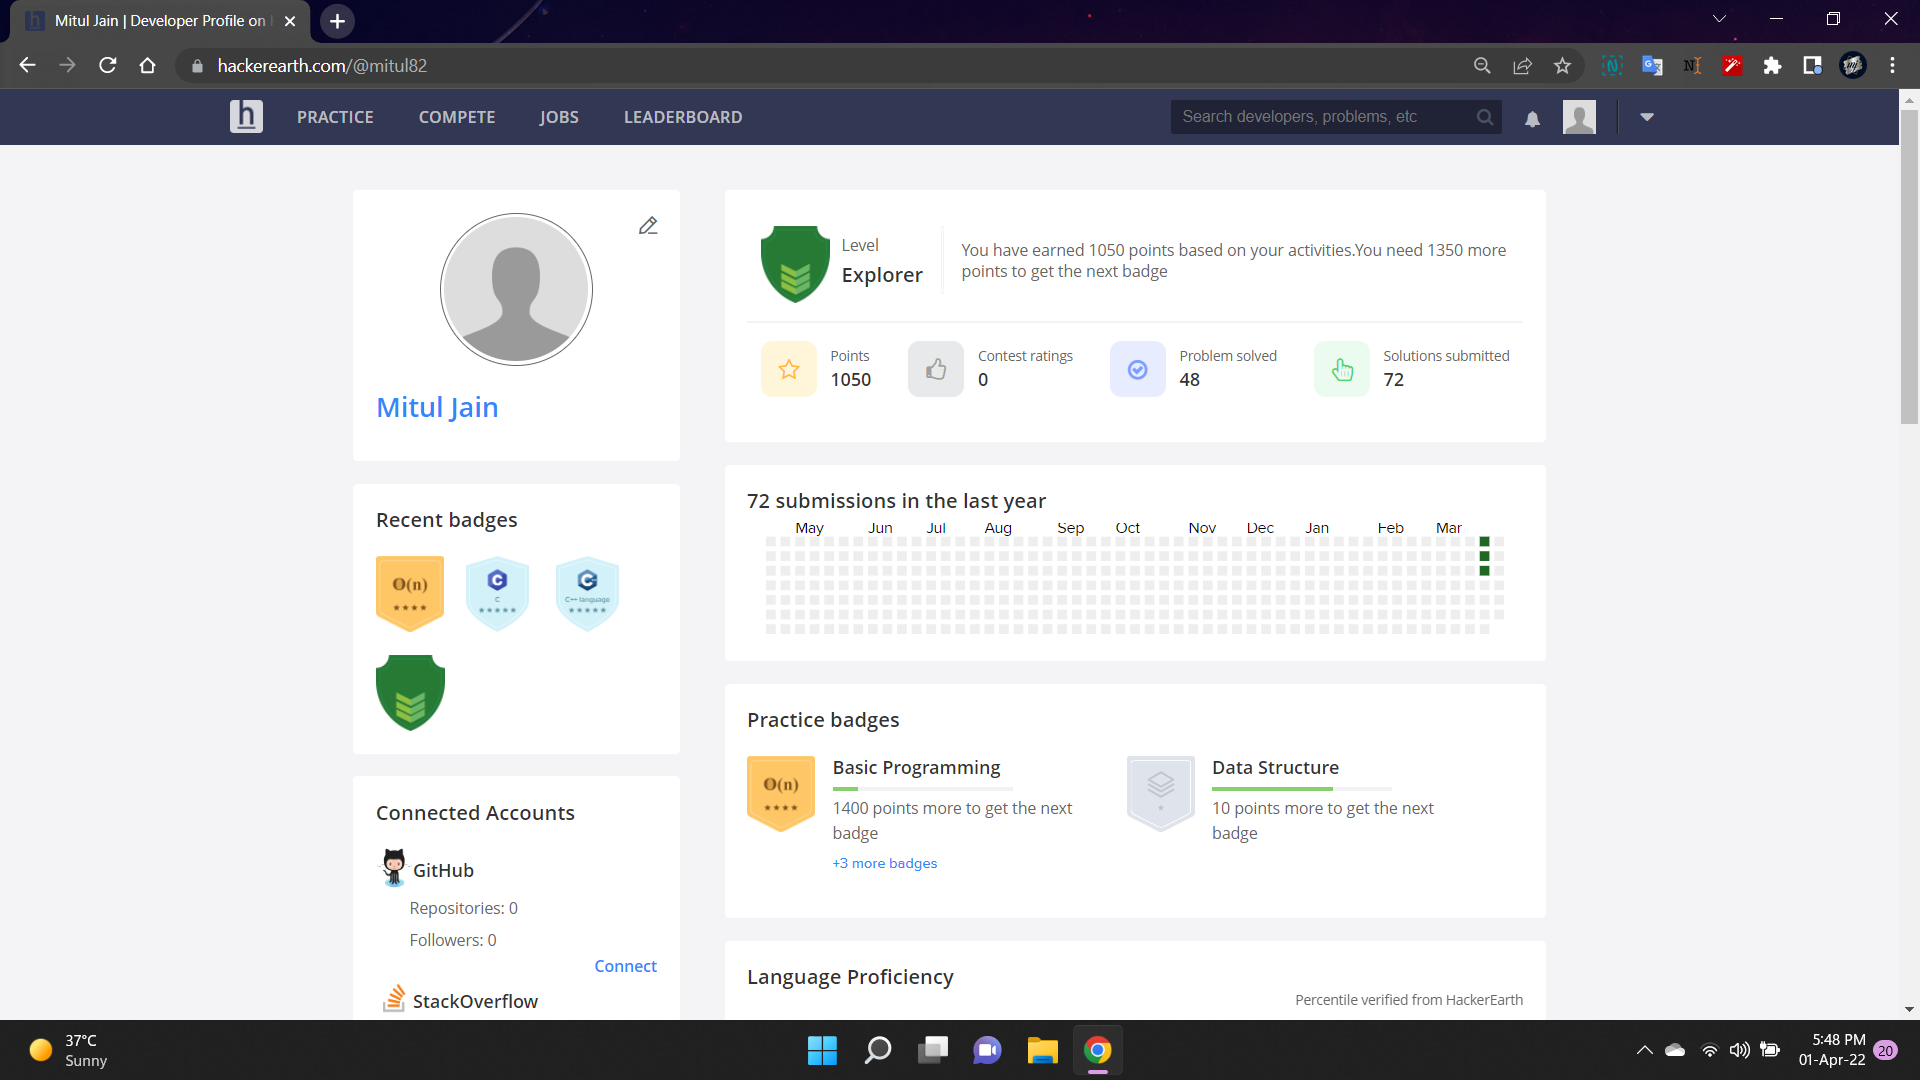 Mitul Jain | Developer Profile on
hackerearth.com/@mitul82
h PRACTICE COMPETE JOBS LEADERBOARD Search developers, problems, etc
Mitul Jain
Level
Explorer
You have earned 1050 points based on your activities.You need 1350 more
points to get the next badge
Points
1050
Contest ratings
0
Problem solved
48
Solutions submitted
72
Recent badges
O(n)
C
C
C
C++ language
72 submissions in the last year
May Jun Jul Aug Sep Oct Nov Dec Jan Feb Mar
Practice badges
O(n)
Basic Programming
1400 points more to get the next
badge
+3 more badges
Data Structure
10 points more to get the next
badge
Connected Accounts
GitHub
Repositories: 0
Followers: 0
Connect
StackOverflow
Language Proficiency
Percentile verified from HackerEarth
37°C
Sunny
5:48 PM
01-Apr-22
20